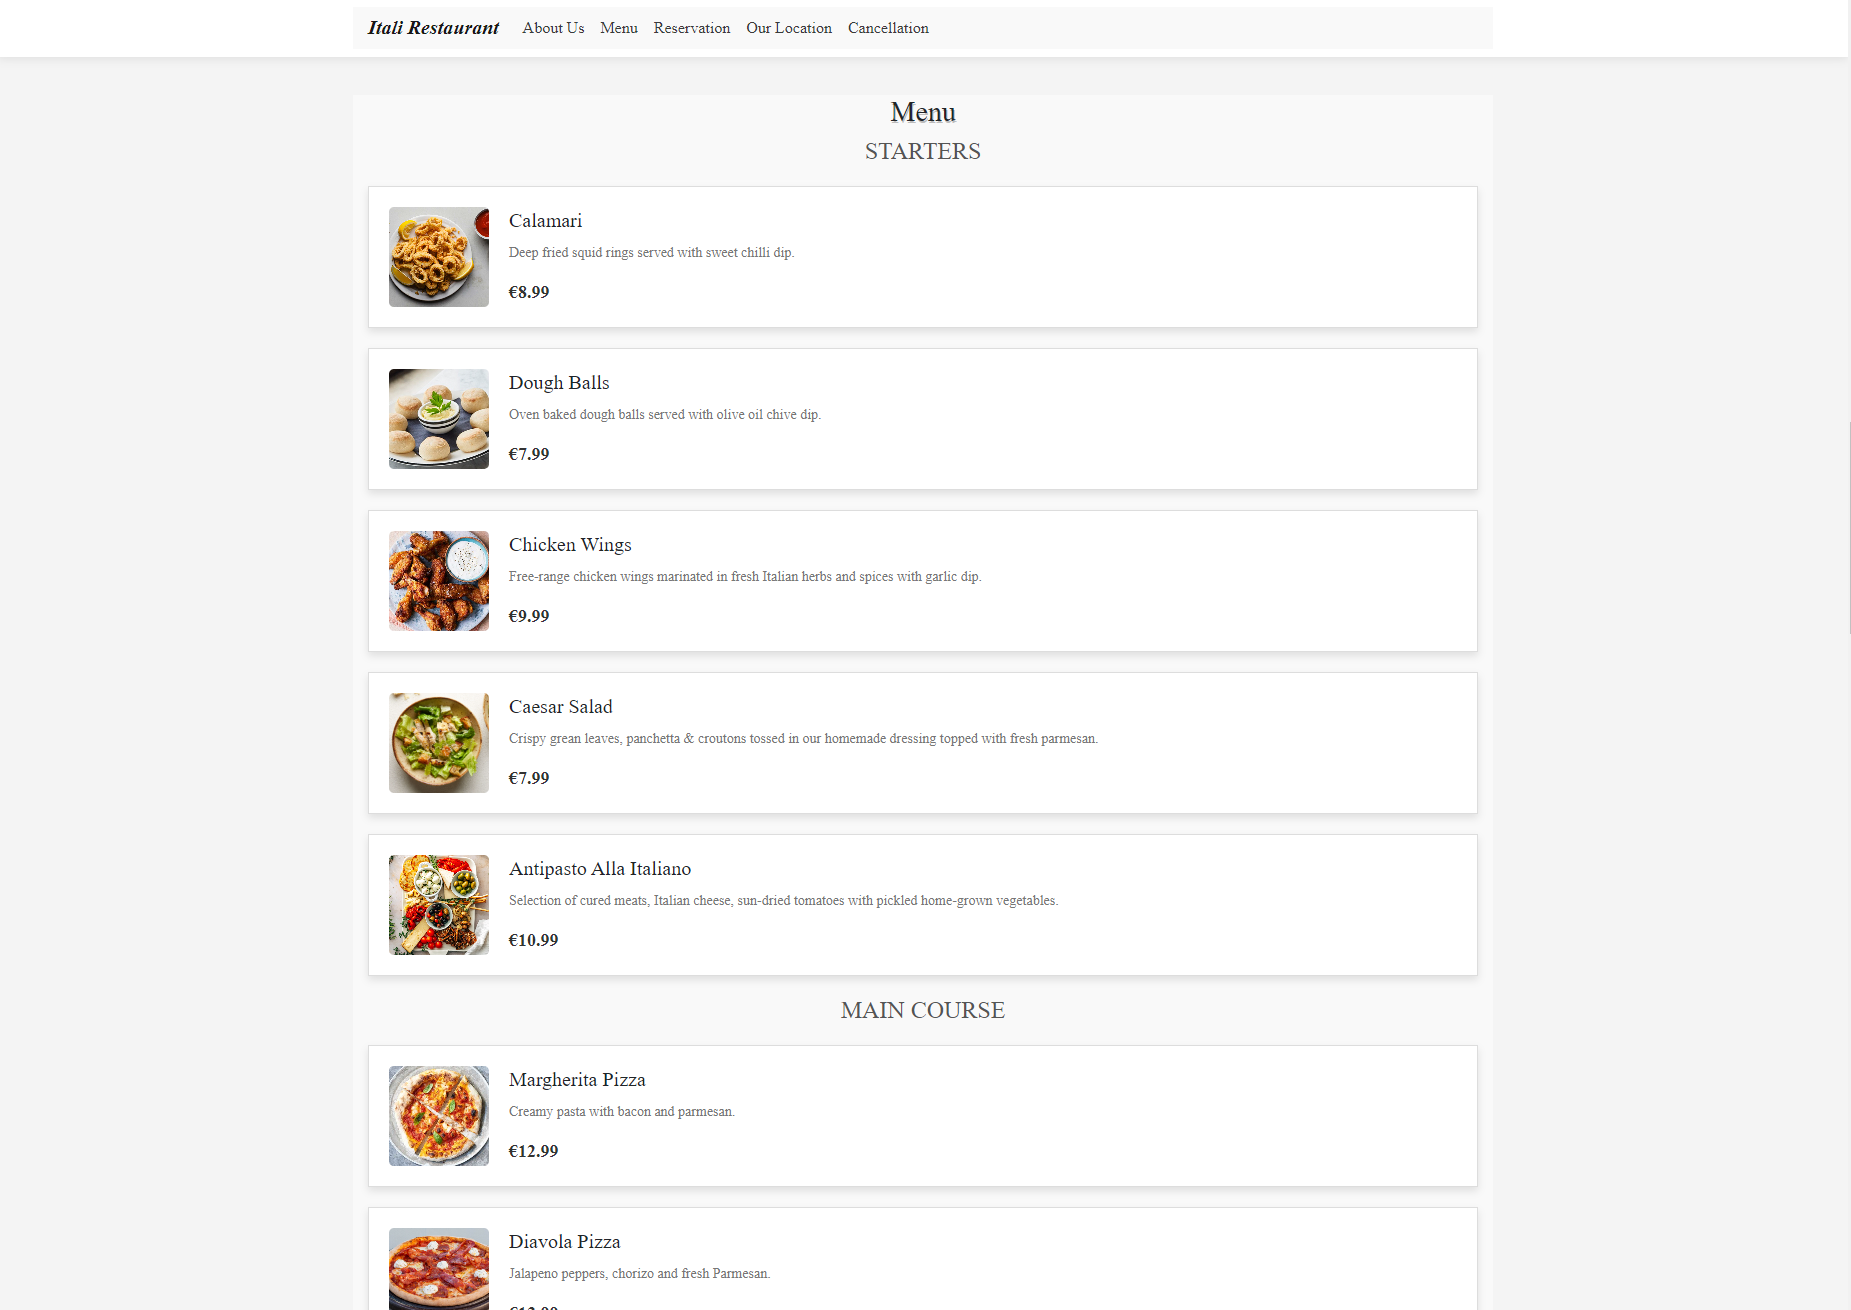 Itali Restaurant About Us Menu Reservation Our Location Cancellation
Menu
STARTERS
Calamari
Deep fried squid rings served with sweet chilli dip.
€8.99
Dough Balls
Oven baked dough balls served with olive oil chive dip.
€7.99
Chicken Wings
Free-range chicken wings marinated in fresh Italian herbs and spices with garlic dip.
€9.99
Caesar Salad
Crispy grean leaves, panchetta & croutons tossed in our homemade dressing topped with fresh parmesan.
€7.99
Antipasto Alla Italiano
Selection of cured meats, Italian cheese, sun-dried tomatoes with pickled home-grown vegetables.
€10.99
MAIN COURSE
Margherita Pizza
Creamy pasta with bacon and parmesan.
€12.99
Diavola Pizza
Jalapeno peppers, chorizo and fresh Parmesan.